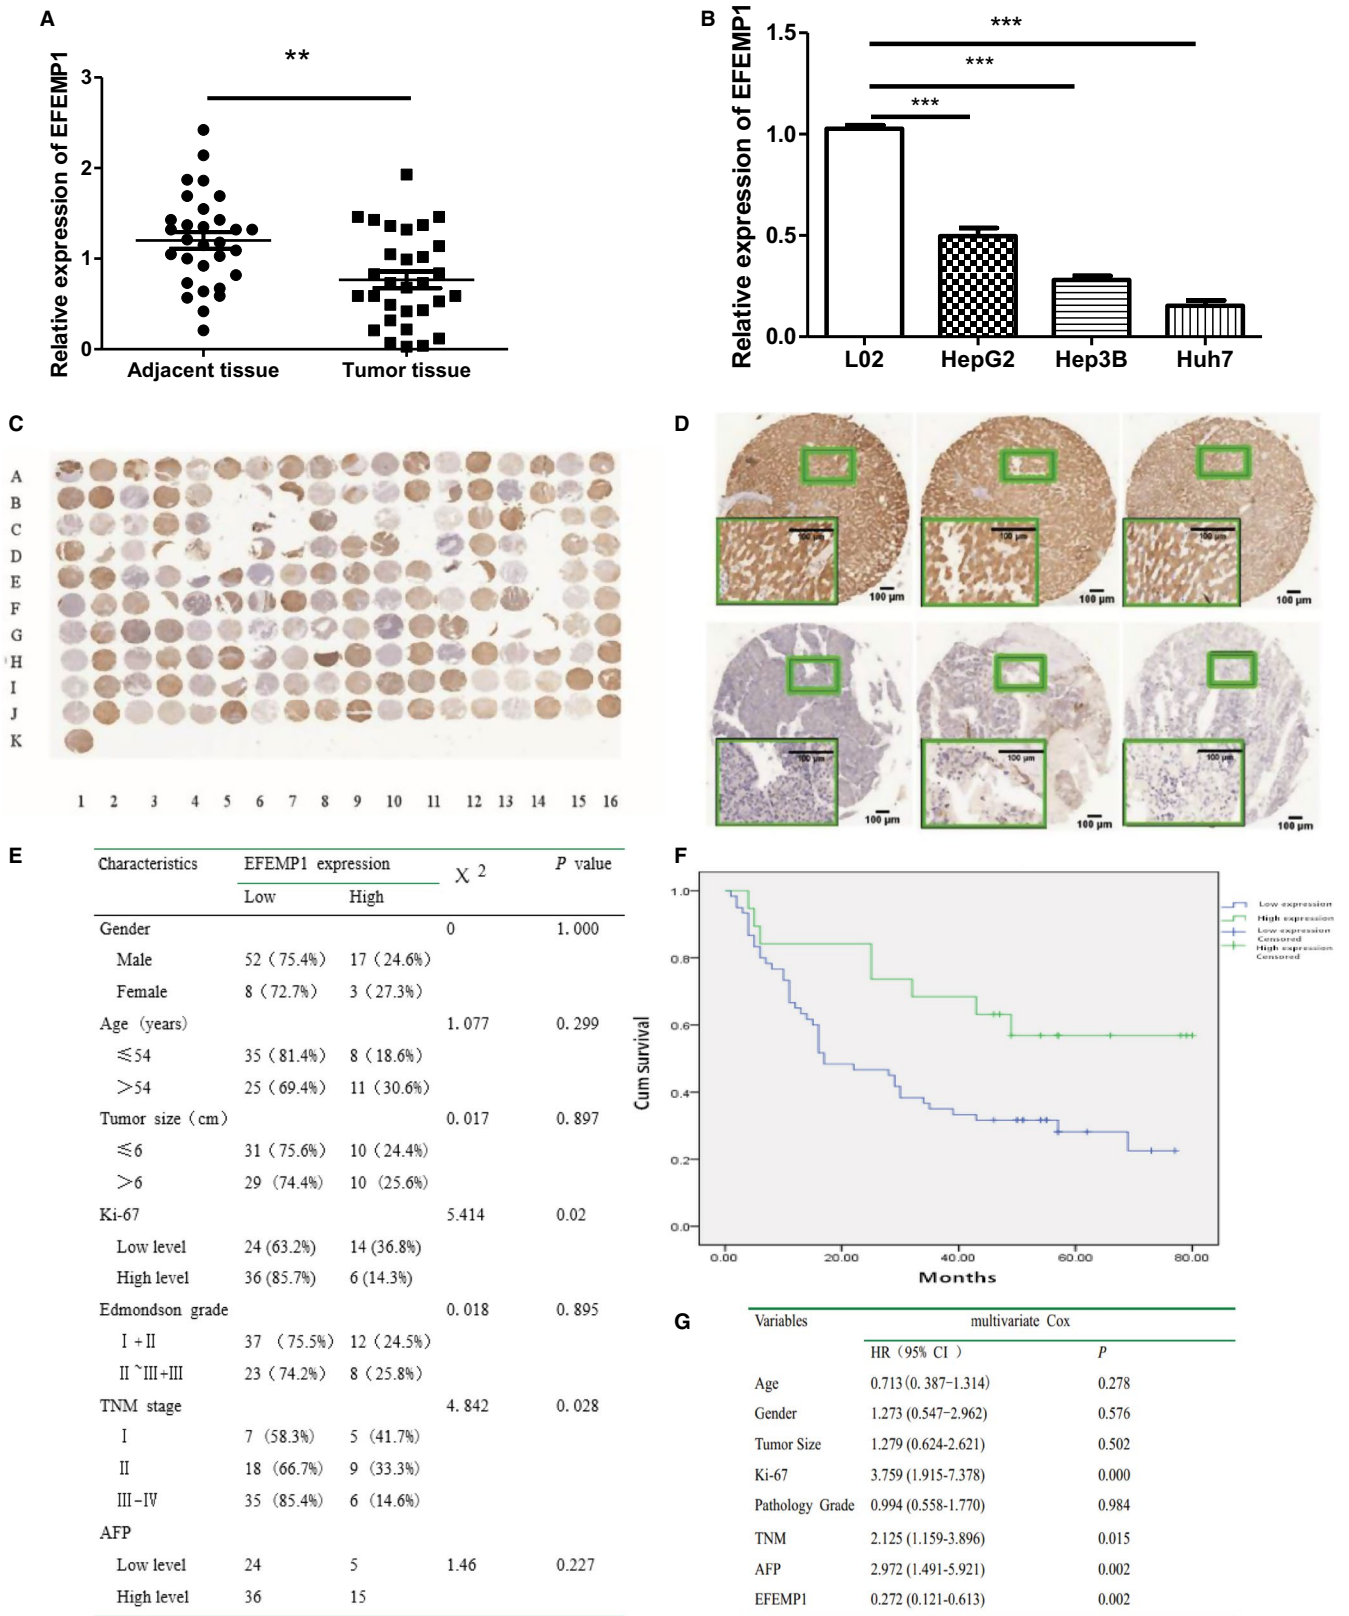 A
Relative expression of EFEMP1
3
2
1
0
**
Adjacent tissue
Tumor tissue
B
Relative expression of EFEMP1
1.5
1.0
0.5
0.0
***
***
***
L02
HepG2
Hep3B
Huh7
C
A
B
C
D
E
F
G
H
I
J
K
1 2 3 4 5 6 7 8 9 10 11 12 13 14 15 16
D
100 µm 100 µm 100 µm
100 µm 100 µm 100 µm
100 µm 100 µm 100 µm
100 µm 100 µm 100 µm
E
Characteristics EFEMP1 expression X 2 P value
Low High
Gender 0 1.000
Male 52 (75.4%) 17 (24.6%)
Female 8 (72.7%) 3 (27.3%)
Age (years) 1.077 0.299
≤54 35 (81.4%) 8 (18.6%)
>54 25 (69.4%) 11 (30.6%)
Tumor size (cm) 0.017 0.897
≤6 31 (75.6%) 10 (24.4%)
>6 29 (74.4%) 10 (25.6%)
Ki-67 5.414 0.02
Low level 24 (63.2%) 14 (36.8%)
High level 36 (85.7%) 6 (14.3%)
Edmondson grade 0.018 0.895
Ⅰ+Ⅱ 37 (75.5%) 12 (24.5%)
Ⅱ~Ⅲ+Ⅲ 23 (74.2%) 8 (25.8%)
TNM stage 4.842 0.028
Ⅰ 7 (58.3%) 5 (41.7%)
Ⅱ 18 (66.7%) 9 (33.3%)
Ⅲ-Ⅳ 35 (85.4%) 6 (14.6%)
AFP
Low level 24 5 1.46 0.227
High level 36 15
F
Cum survival
1.0
0.8
0.6
0.4
0.2
0.0
0.00 20.00 40.00 60.00 80.00
Months
Low expression
High expression
Low expression
Censored
High expression
Censored
G
Variables multivariate Cox
HR (95% CI ) P
Age 0.713 (0.387-1.314) 0.278
Gender 1.273 (0.547-2.962) 0.576
Tumor Size 1.279 (0.624-2.621) 0.502
Ki-67 3.759 (1.915-7.378) 0.000
Pathology Grade 0.994 (0.558-1.770) 0.984
TNM 2.125 (1.159-3.896) 0.015
AFP 2.972 (1.491-5.921) 0.002
EFEMP1 0.272 (0.121-0.613) 0.002